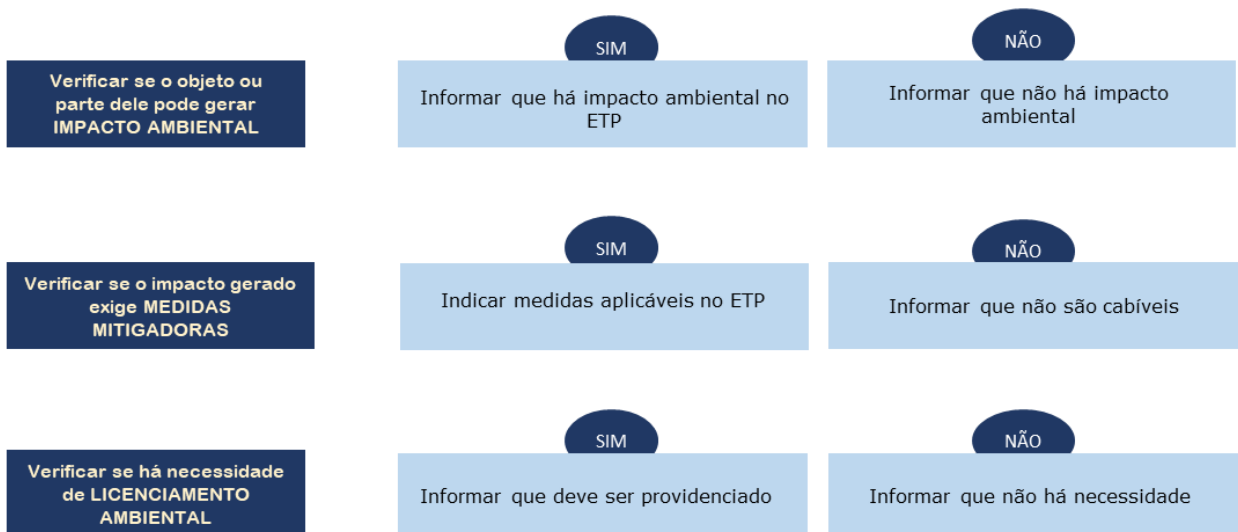 SIM
NÃO
Verificar se o objeto ou
parte dele pode gerar
IMPACTO AMBIENTAL
Informar que há impacto ambiental no
ETP
Informar que não há impacto
ambiental
SIM
NÃO
Verificar se o impacto gerado
exige MEDIDAS
MITIGADORAS
Indicar medidas aplicáveis no ETP
Informar que não são cabíveis
SIM
NÃO
Verificar se há necessidade
de LICENCIAMENTO
AMBIENTAL
Informar que deve ser providenciado
Informar que não há necessidade